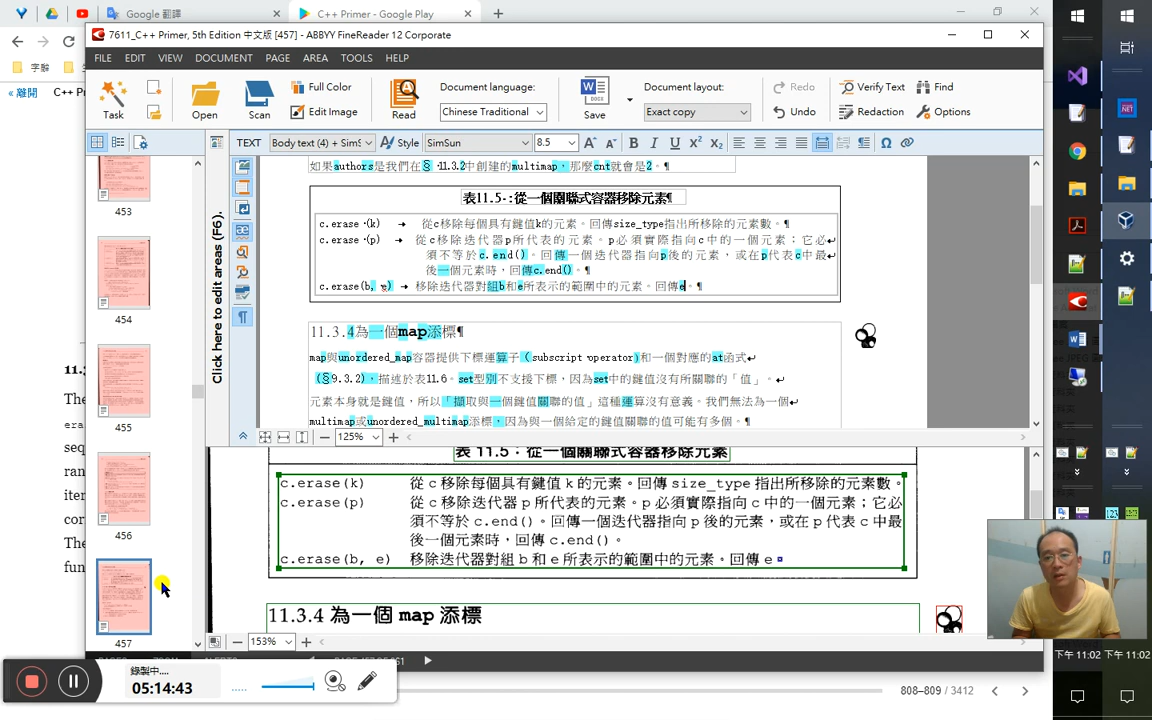 Google 翻譯
C++ Primer - Google Play
7611_C++ Primer, 5th Edition 中文版 [457] - ABBYY FineReader 12 Corporate
字辭
«離開
C++ Pr
FILE EDIT VIEW DOCUMENT PAGE AREA TOOLS HELP
Task
Open
Scan
Full Color
Edit Image
Read
Document language:
Chinese Traditional
Save
Document layout:
Exact copy
Redo
Undo
Verify Text
Redaction
Find
Options
TEXT
Body text (4) + SimS
Style
SimSun
8.5
453
454
455
456
457
Click here to edit areas (F6).
如果authors是我們在§·11.3.2中創建的multimap，那麼cnt就會是2。¶
表11.5-:從一個關聯式容器移除元素¶
c.erase·(k) → 從c移除每個具有鍵值k的元素。回傳size_type指出所移除的元素數。¶
c.erase·(p) → 從c移除迭代器p所代表的元素。p必須實際指向c中的一個元素；它必↵
須不等於c.end()。回傳一個迭代器指向p後的元素，或在p代表c中最↵
後一個元素時，回傳c.end()。¶
c.erase(b, e) → 移除迭代器對組b和e所表示的範圍中的元素。回傳e。¶
11.3.4為一個map添標¶
map與unordered_map容器提供下標運算子（subscript operator)和一個對應的at函式↵
(§9.3.2)，描述於表11.6。set型別不支援下標，因為set中的鍵值沒有所關聯的「值」。↵
元素本身就是鍵值，所以「擷取與一個鍵值關聯的值」這種運算沒有意義。我們無法為一個↵
multimap或unordered_multimap添標，因為與一個給定的鍵值關聯的值可能有多個。¶
125%
表 11.5：從一個關聯式容器移除元素
c.erase(k) 從 c 移除每個具有鍵值 k 的元素。回傳 size_type 指出所移除的元素數。
c.erase(p) 從 c 移除迭代器 p 所代表的元素。p 必須實際指向 c 中的一個元素；它必
須不等於 c.end()。回傳一個迭代器指向 p 後的元素，或在 p 代表 c 中最
後一個元素時，回傳 c.end()。
c.erase(b, e) 移除迭代器對組 b 和 e 所表示的範圍中的元素。回傳 e
11.3.4 為一個 map 添標
153%
The
seq
ran
iter
cor
The
fun
錄製中....
05:14:43
808–809 / 3412
下午 11:02
下午 11:02